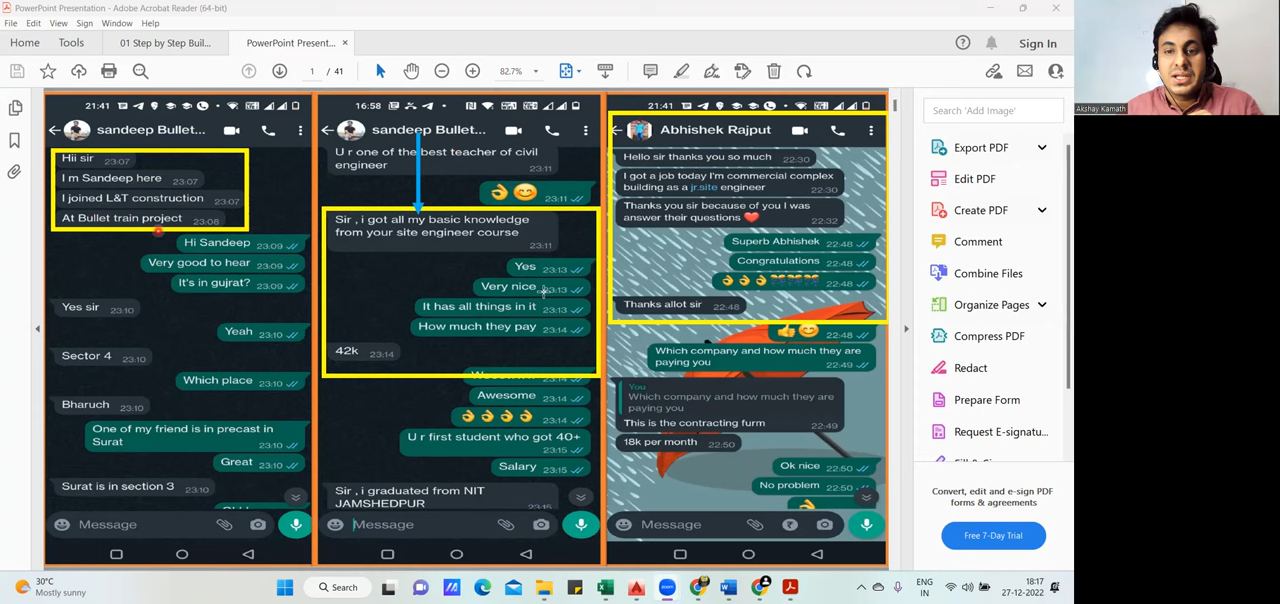 PowerPoint Presentation - Adobe Acrobat Reader (64-bit)
File Edit View Sign Window Help
Home Tools 01 Step by Step Buil... PowerPoint Present... ×
Sign In
1 / 41
82.7%
21:41
sandeep Bullet...
Hii sir 23:07
I m Sandeep here 23:07
I joined L&T construction 23:07
At Bullet train project 23:08
Hi Sandeep 23:09
Very good to hear 23:09
It's in gujrat? 23:09
Yes sir 23:10
Yeah 23:10
Sector 4 23:10
Which place 23:10
Bharuch 23:10
One of my friend is in precast in
Surat 23:10
Great 23:10
Surat is in section 3 23:10
Message
16:58
sandeep Bullet...
U r one of the best teacher of civil
engineer 23:11
23:11
Sir , i got all my basic knowledge
from your site engineer course
23:11
Yes 23:13
Very nice 23:13
It has all things in it 23:13
How much they pay 23:14
42k 23:14
23:14
Awesome 23:14
23:14
U r first student who got 40+
23:15
Salary 23:15
Sir , i graduated from NIT
JAMSHEDPUR 23:15
Message
21:41
Abhishek Rajput
Hello sir thanks you so much 22:30
I got a job today I'm commercial complex
building as a jr.site engineer 22:30
Thanks you sir because of you I was
answer their questions 22:32
Superb Abhishek 22:48
Congratulations 22:48
22:48
Thanks allot sir 22:48
22:48
Which company and how much they are
paying you 22:49
You
Which company and how much they are
paying you
This is the contracting furm 22:49
18k per month 22:50
Ok nice 22:50
No problem 22:50
Message
Search 'Add Image'
Export PDF
Edit PDF
Create PDF
Comment
Combine Files
Organize Pages
Compress PDF
Redact
Prepare Form
Request E-signatu...
Convert, edit and e-sign PDF
forms & agreements
Free 7-Day Trial
Akshay Kamath
30°C
Mostly sunny
Search
zoom
ENG
IN
18:17
27-12-2022